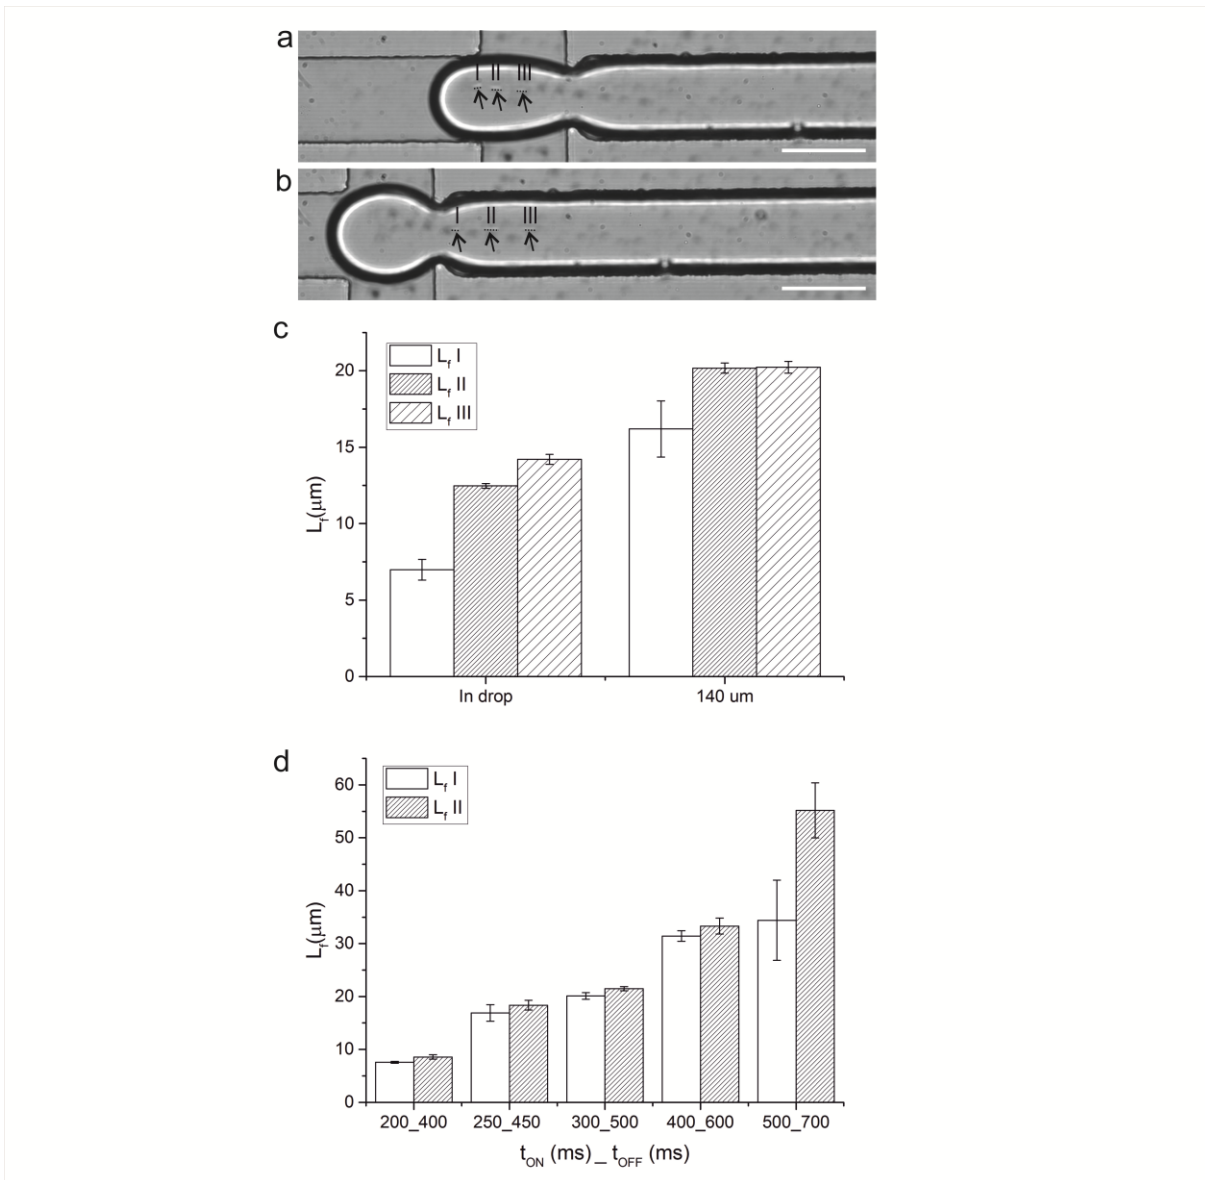 a
I II III
b
I II III
c
L_f I
L_f II
L_f III
20
15
10
5
0
L_f(μm)
In drop 140 um
d
L_f I
L_f II
60
50
40
30
20
10
0
L_f(μm)
200_400 250_450 300_500 400_600 500_700
t_ON (ms)_t_OFF (ms)